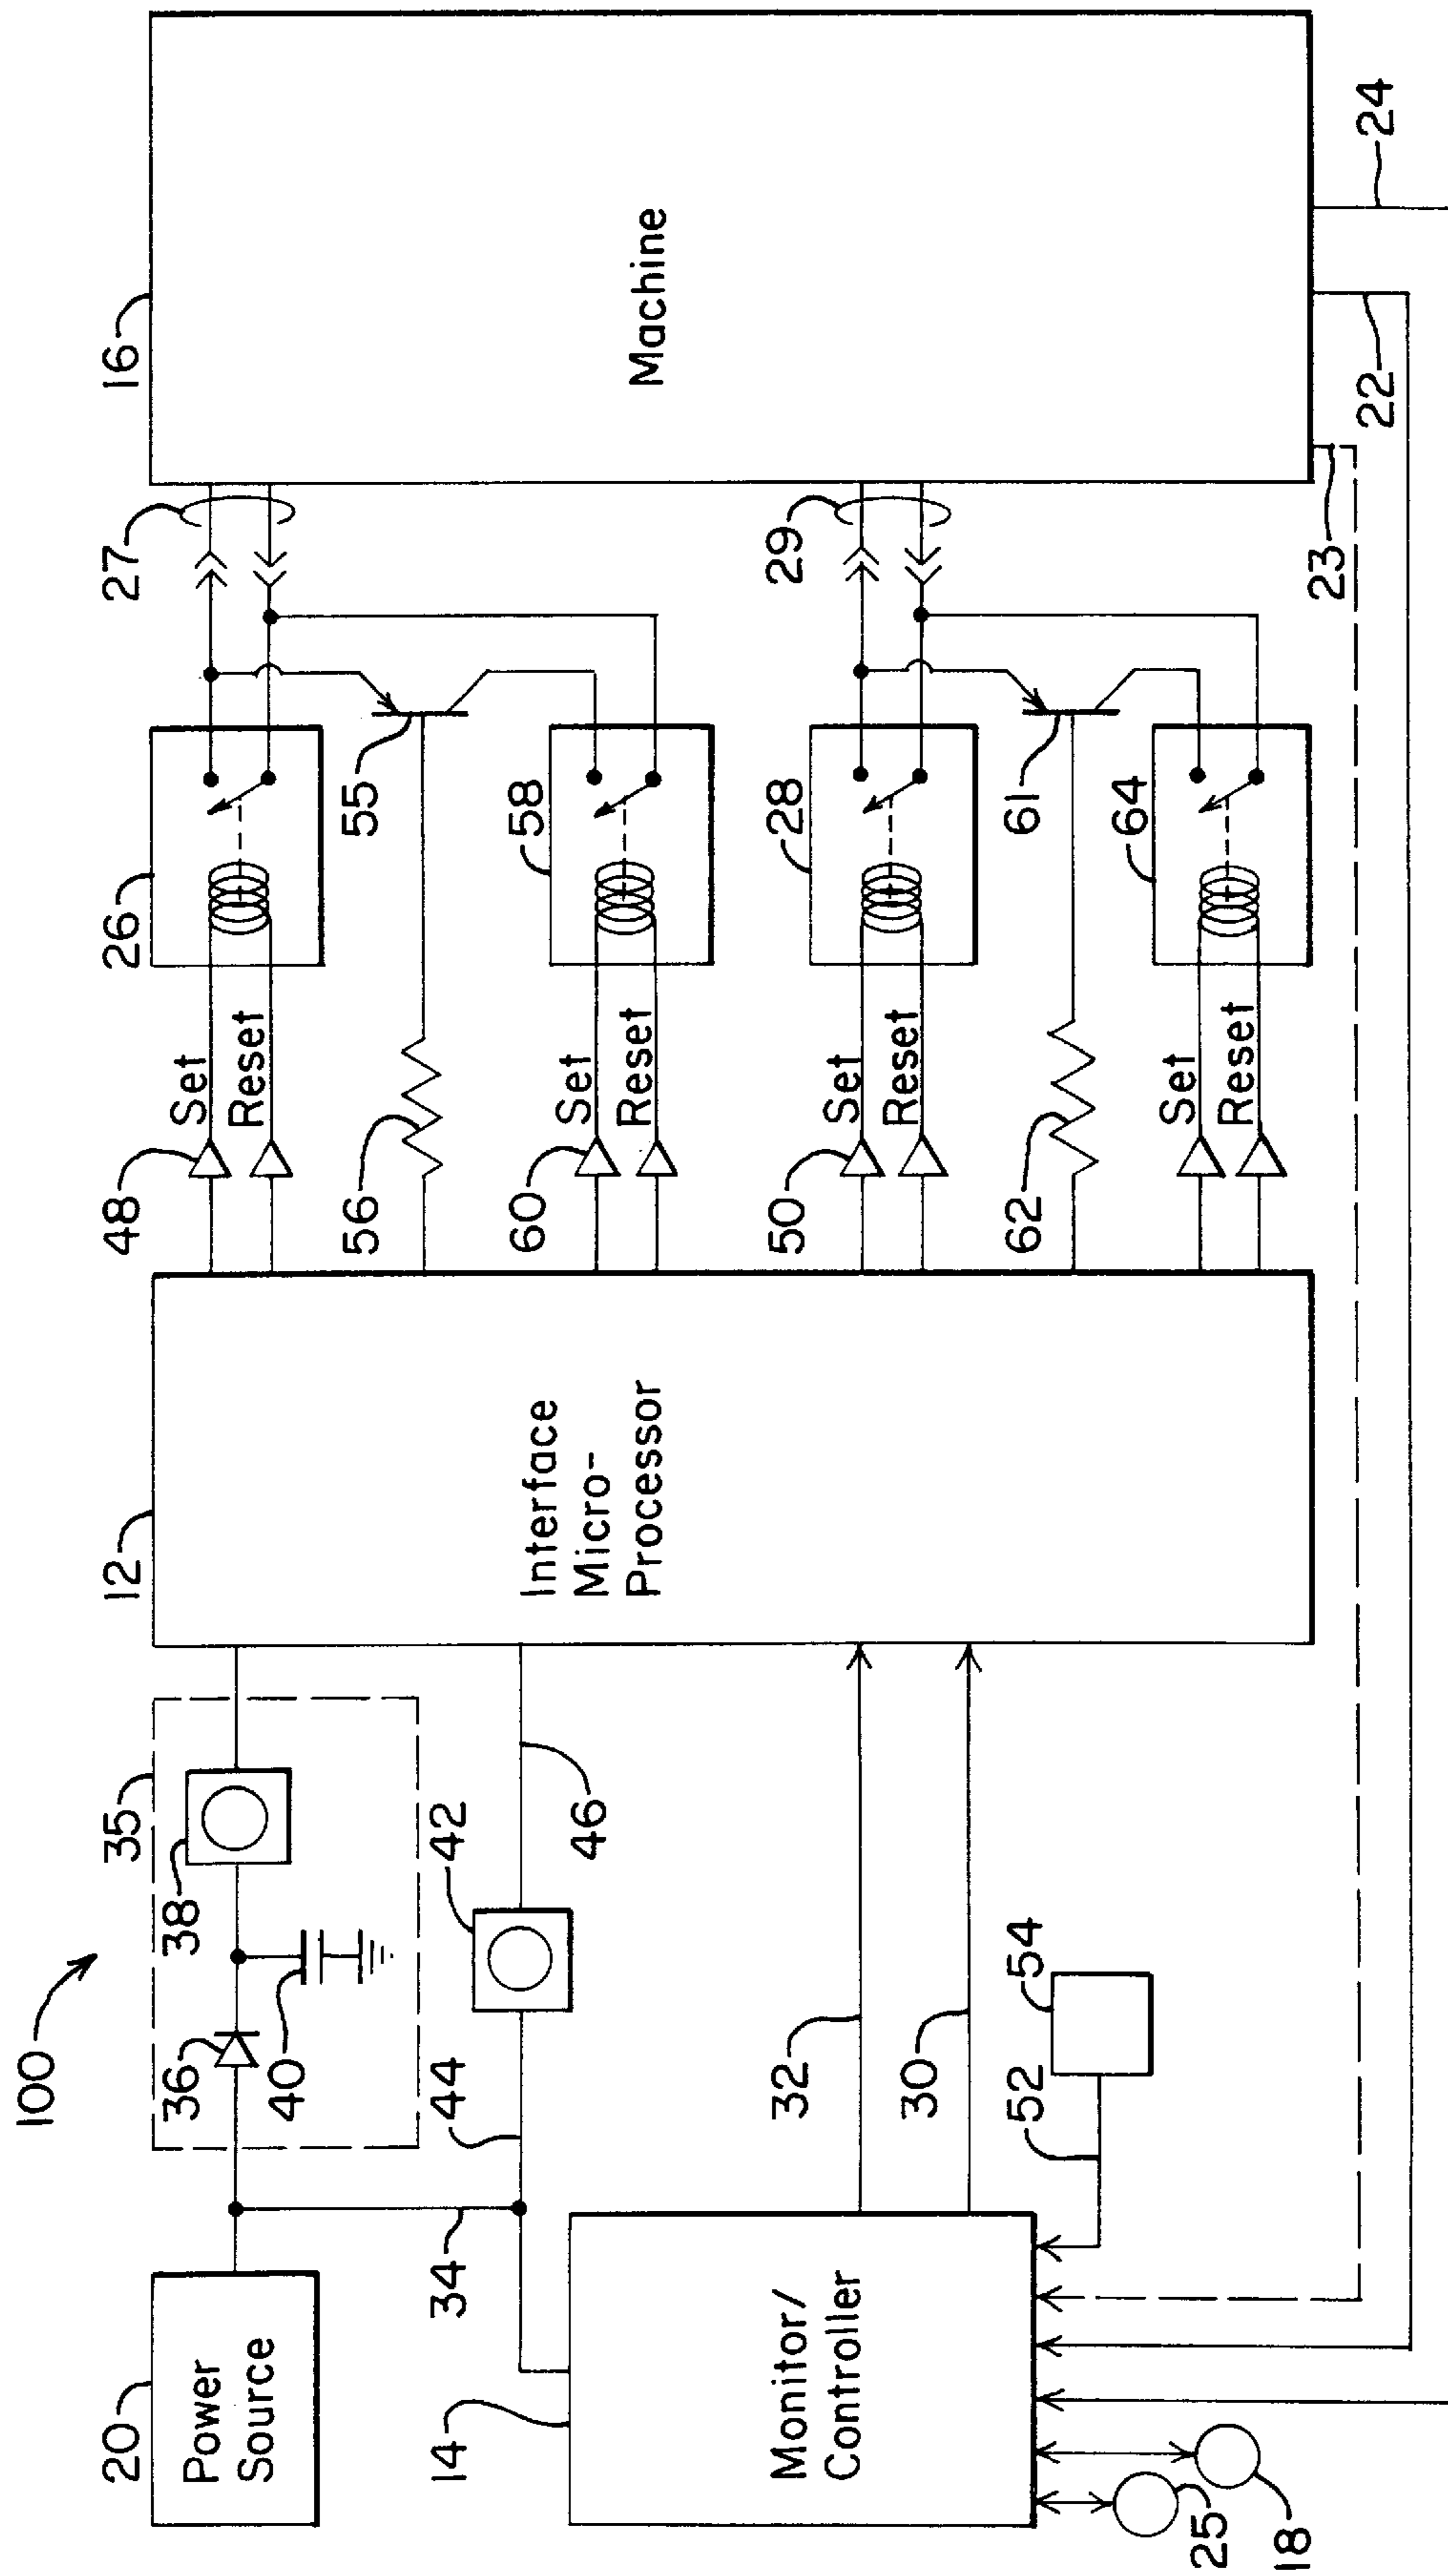 100
20
Power
Source
36
40
38
35
34
44
42
46
14
Monitor/
Controller
25
18
32
30
52
54
12
Interface
Micro-
Processor
48
Set
Reset
26
27
56
55
60
Set
Reset
58
50
Set
Reset
28
29
62
61
Set
Reset
64
16
Machine
23
22
24